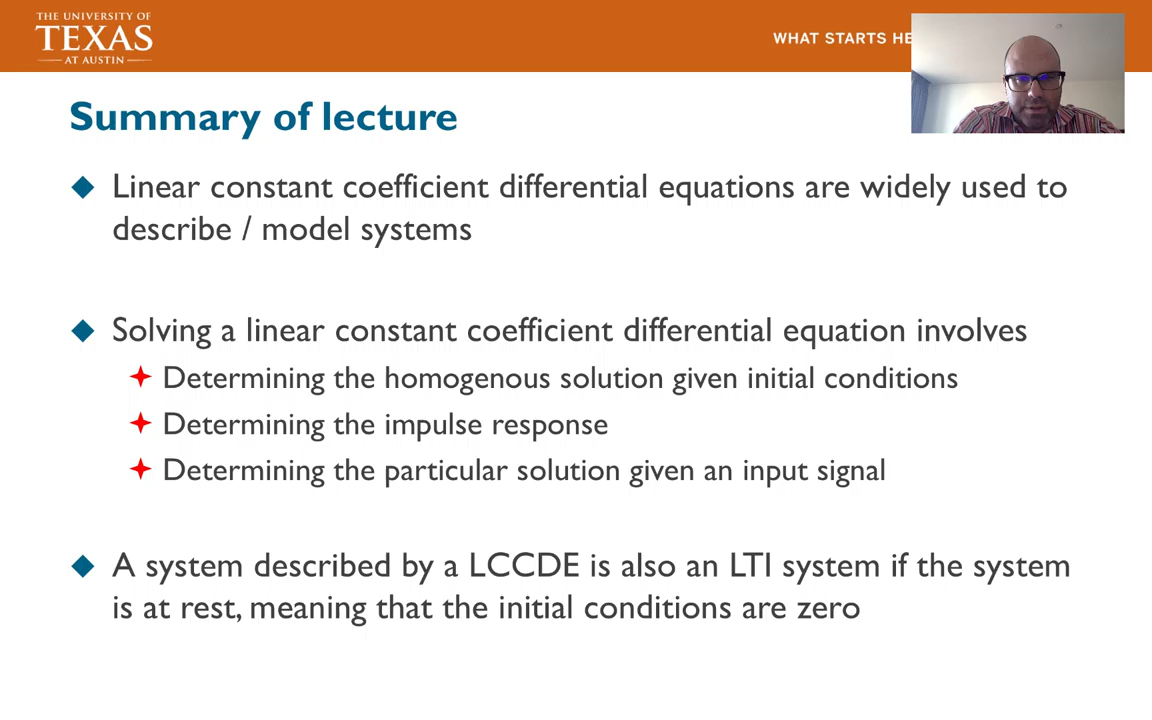 THE UNIVERSITY OF
TEXAS
AT AUSTIN
WHAT STARTS
Summary of lecture
Linear constant coefficient differential equations are widely used to
describe / model systems
Solving a linear constant coefficient differential equation involves
Determining the homogenous solution given initial conditions
Determining the impulse response
Determining the particular solution given an input signal
A system described by a LCCDE is also an LTI system if the system
is at rest, meaning that the initial conditions are zero